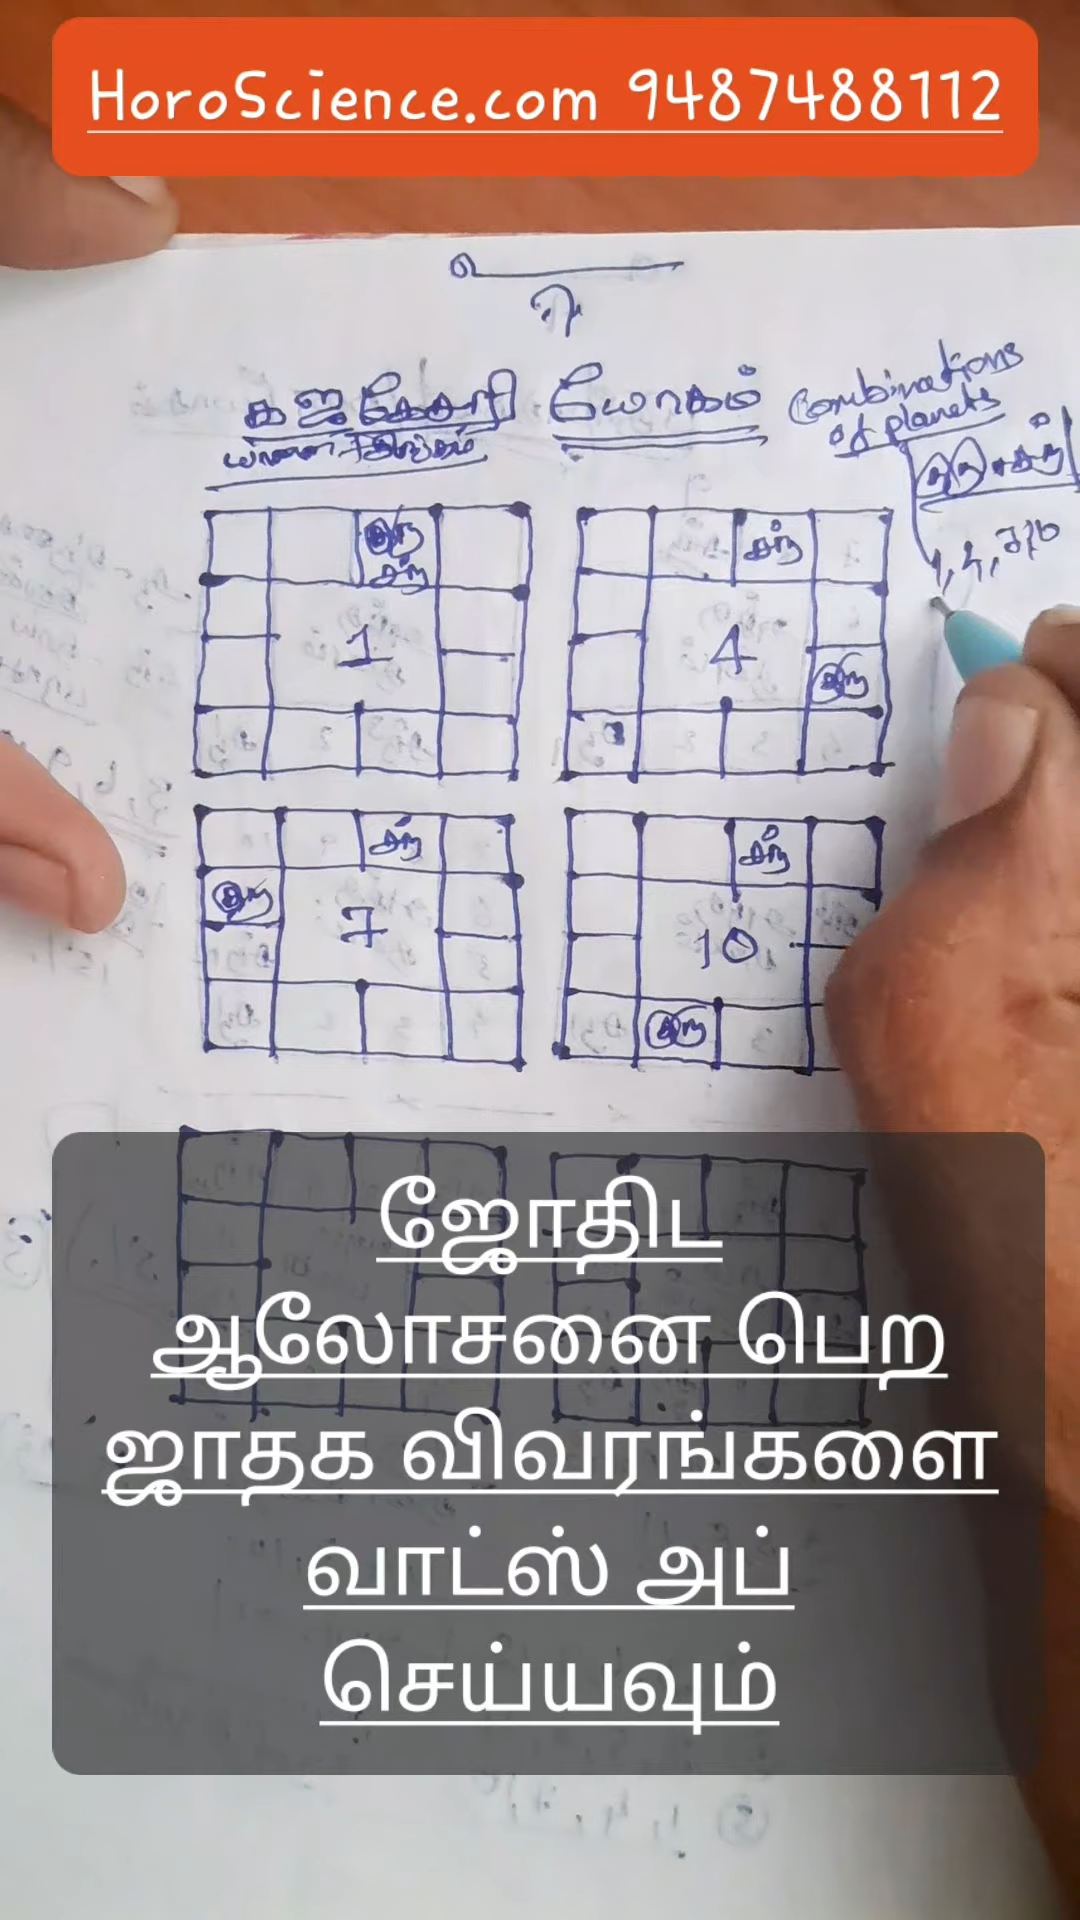 HoroScience.com 9487488112
உ
கஜகேசரி யோகம்
யானை + சிங்கம்
Combinations
of planets
குரு + சந்
1, 4, 7, 10
குரு
சந்
1
சந்
4
குரு
சந்
குரு
7
சந்
10
குரு
ஜோதிட
ஆலோசனை பெற
ஜாதக விவரங்களை
வாட்ஸ் அப்
செய்யவும்